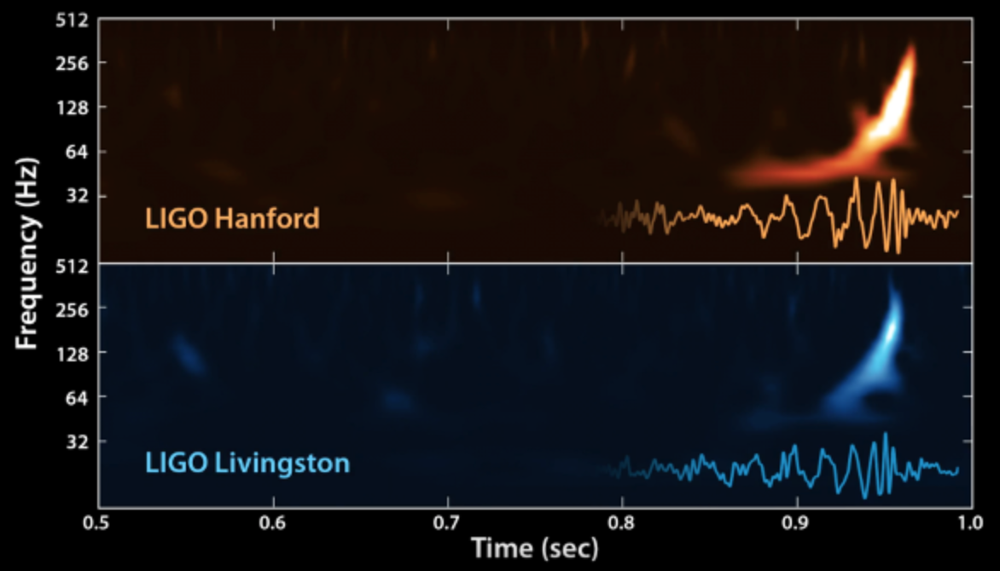 512
256
128
64
32
LIGO Hanford
512
256
128
64
32
LIGO Livingston
Frequency (Hz)
0.5 0.6 0.7 0.8 0.9 1.0
Time (sec)